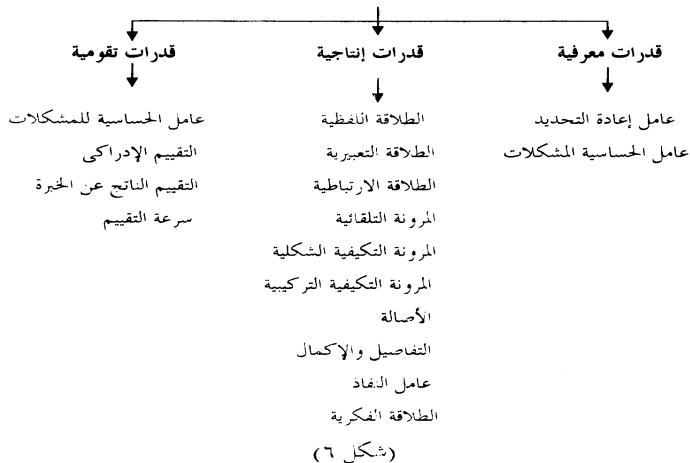 قدرات معرفية
عامل إعادة التحديد
عامل الحساسية المشكلات
قدرات إنتاجية
الطلاقة اللفظية
الطلاقة التعبيرية
الطلاقة الارتباطية
المرونة التلقائية
المرونة التكيفية الشكلية
المرونة التكيفية التركيبية
الأصالة
التفاصيل والإكمال
عامل النفاذ
الطلاقة الفكرية
قدرات تقومية
عامل الحساسية للمشكلات
التقييم الإدراكى
التقييم الناتج عن الخبرة
سرعة التقييم
(شكل ٦)